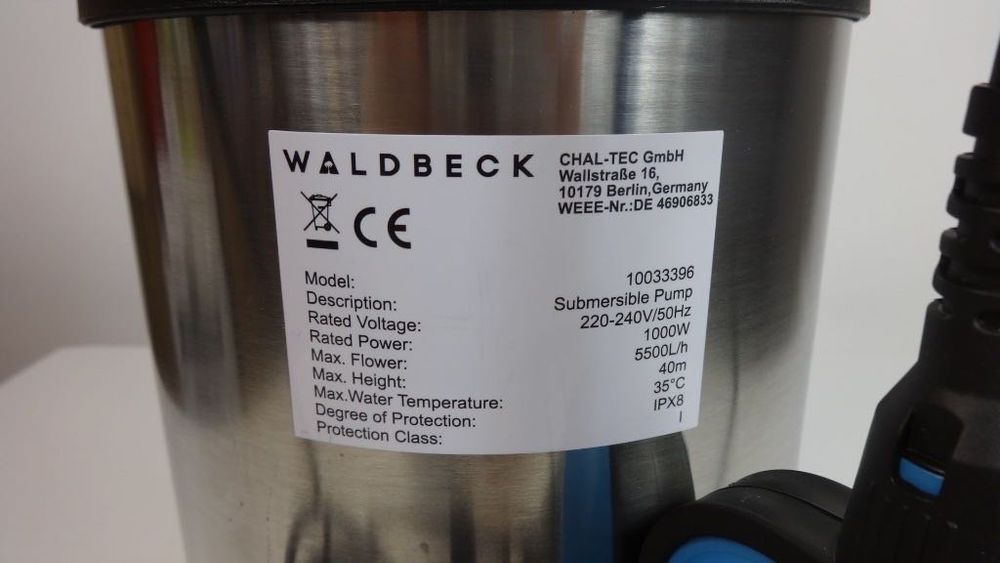 WALDBECK
CHAL-TEC GmbH
Wallstraße 16,
10179 Berlin,Germany
WEEE-Nr.:DE 46906833
CE
Model: 10033396
Description: Submersible Pump
Rated Voltage: 220-240V/50Hz
Rated Power: 1000W
Max. Flower: 5500L/h
Max. Height: 40m
Max.Water Temperature: 35°C
Degree of Protection: IPX8
Protection Class: I